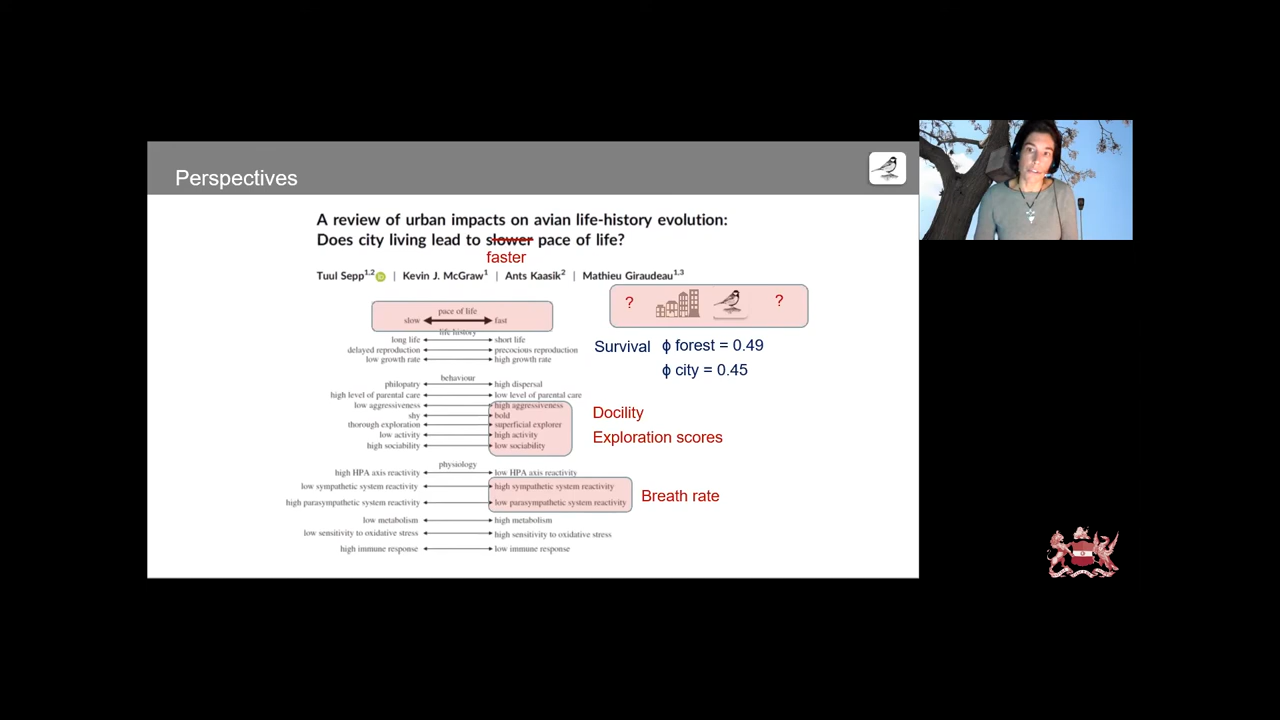 Perspectives
A review of urban impacts on avian life-history evolution:
Does city living lead to slower pace of life?
faster
Tuul Sepp1,2 | Kevin J. McGraw1 | Ants Kaasik2 | Mathieu Giraudeau1,3
? ?
pace of life
slow fast
life history
long life short life
delayed reproduction precocious reproduction
low growth rate high growth rate
Survival ϕ forest = 0.49
ϕ city = 0.45
behaviour
philopatry high dispersal
high level of parental care low level of parental care
low aggressiveness high aggressiveness
shy bold
thorough exploration superficial explorer
low activity high activity
high sociability low sociability
Docility
Exploration scores
physiology
high HPA axis reactivity low HPA axis reactivity
low sympathetic system reactivity high sympathetic system reactivity
high parasympathetic system reactivity low parasympathetic system reactivity
Breath rate
low metabolism high metabolism
low sensitivity to oxidative stress high sensitivity to oxidative stress
high immune response low immune response